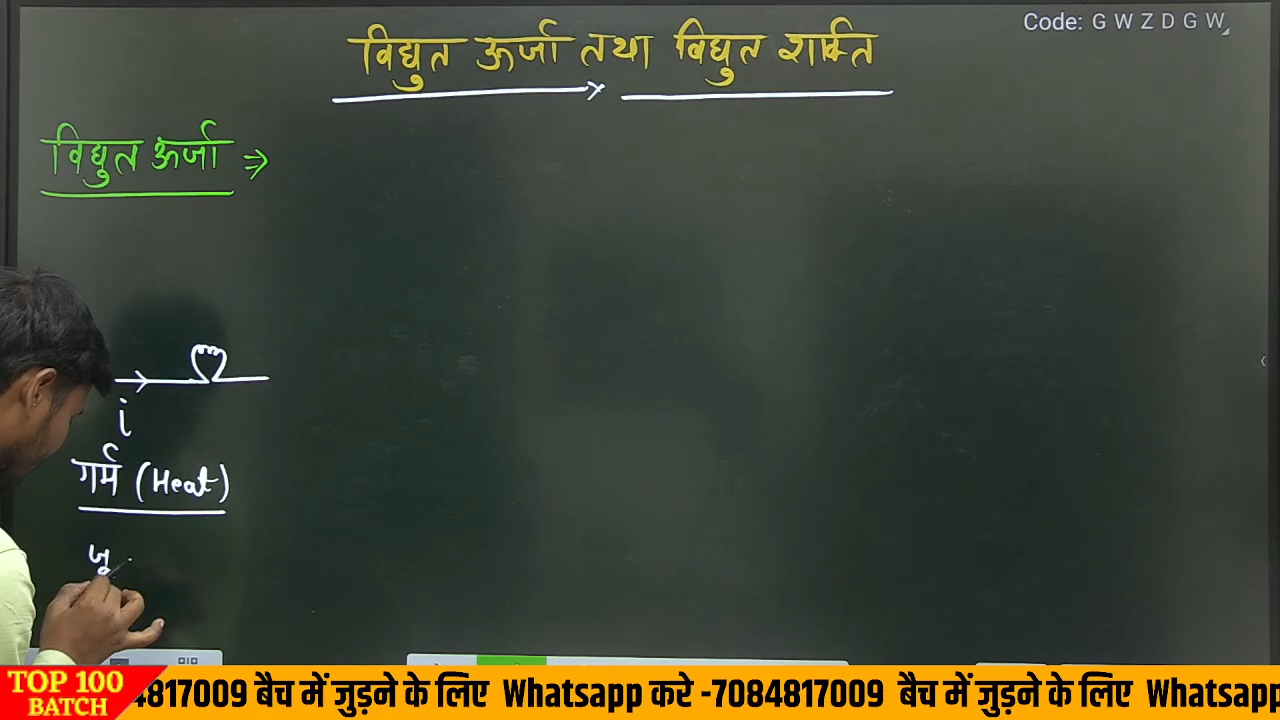 Code: G W Z D G W
विद्युत ऊर्जा तथा विद्युत शक्ति
विद्युत ऊर्जा ⇒
i
गर्म (Heat)
जू
TOP 100
BATCH
4817009 बैच में जुड़ने के लिए Whatsapp करे -7084817009 बैच में जुड़ने के लिए Whatsapp